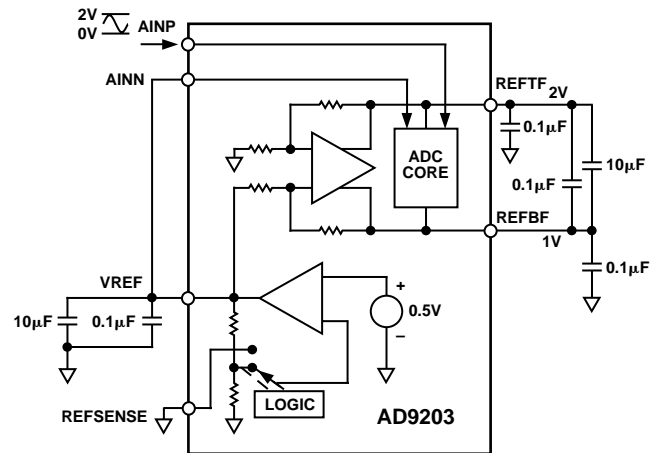 2V
0V
AINP
AINN
REFTF
2V
0.1μF
ADC
CORE
10μF
0.1μF
REFBF
1V
VREF
0.1μF
+
10μF
0.1μF
0.5V
–
LOGIC
AD9203
REFSENSE